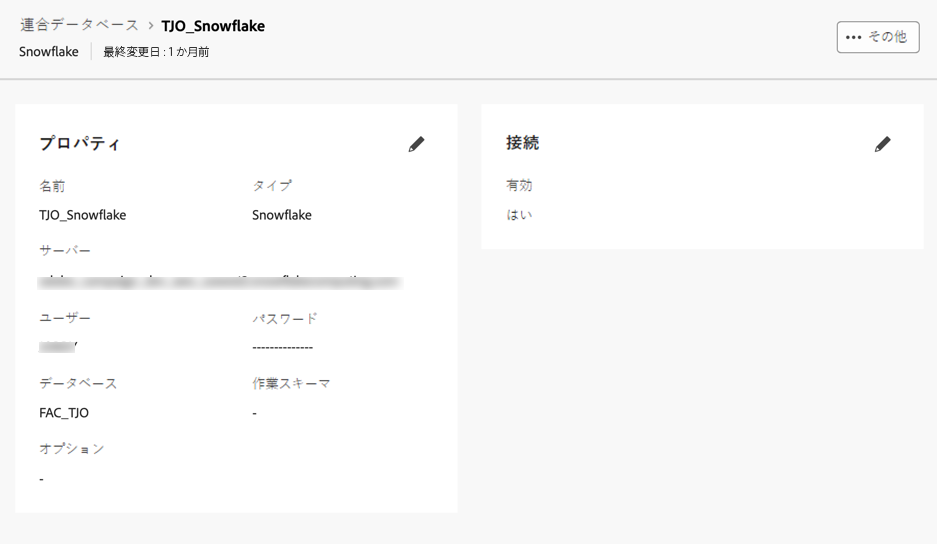 連合データベース > TJO_Snowflake
Snowflake 最終変更日 : 1 か月前
••• その他
プロパティ
名前 タイプ
TJO_Snowflake Snowflake
サーバー
ユーザー パスワード
--------------
データベース 作業スキーマ
FAC_TJO -
オプション
-
接続
有効
はい